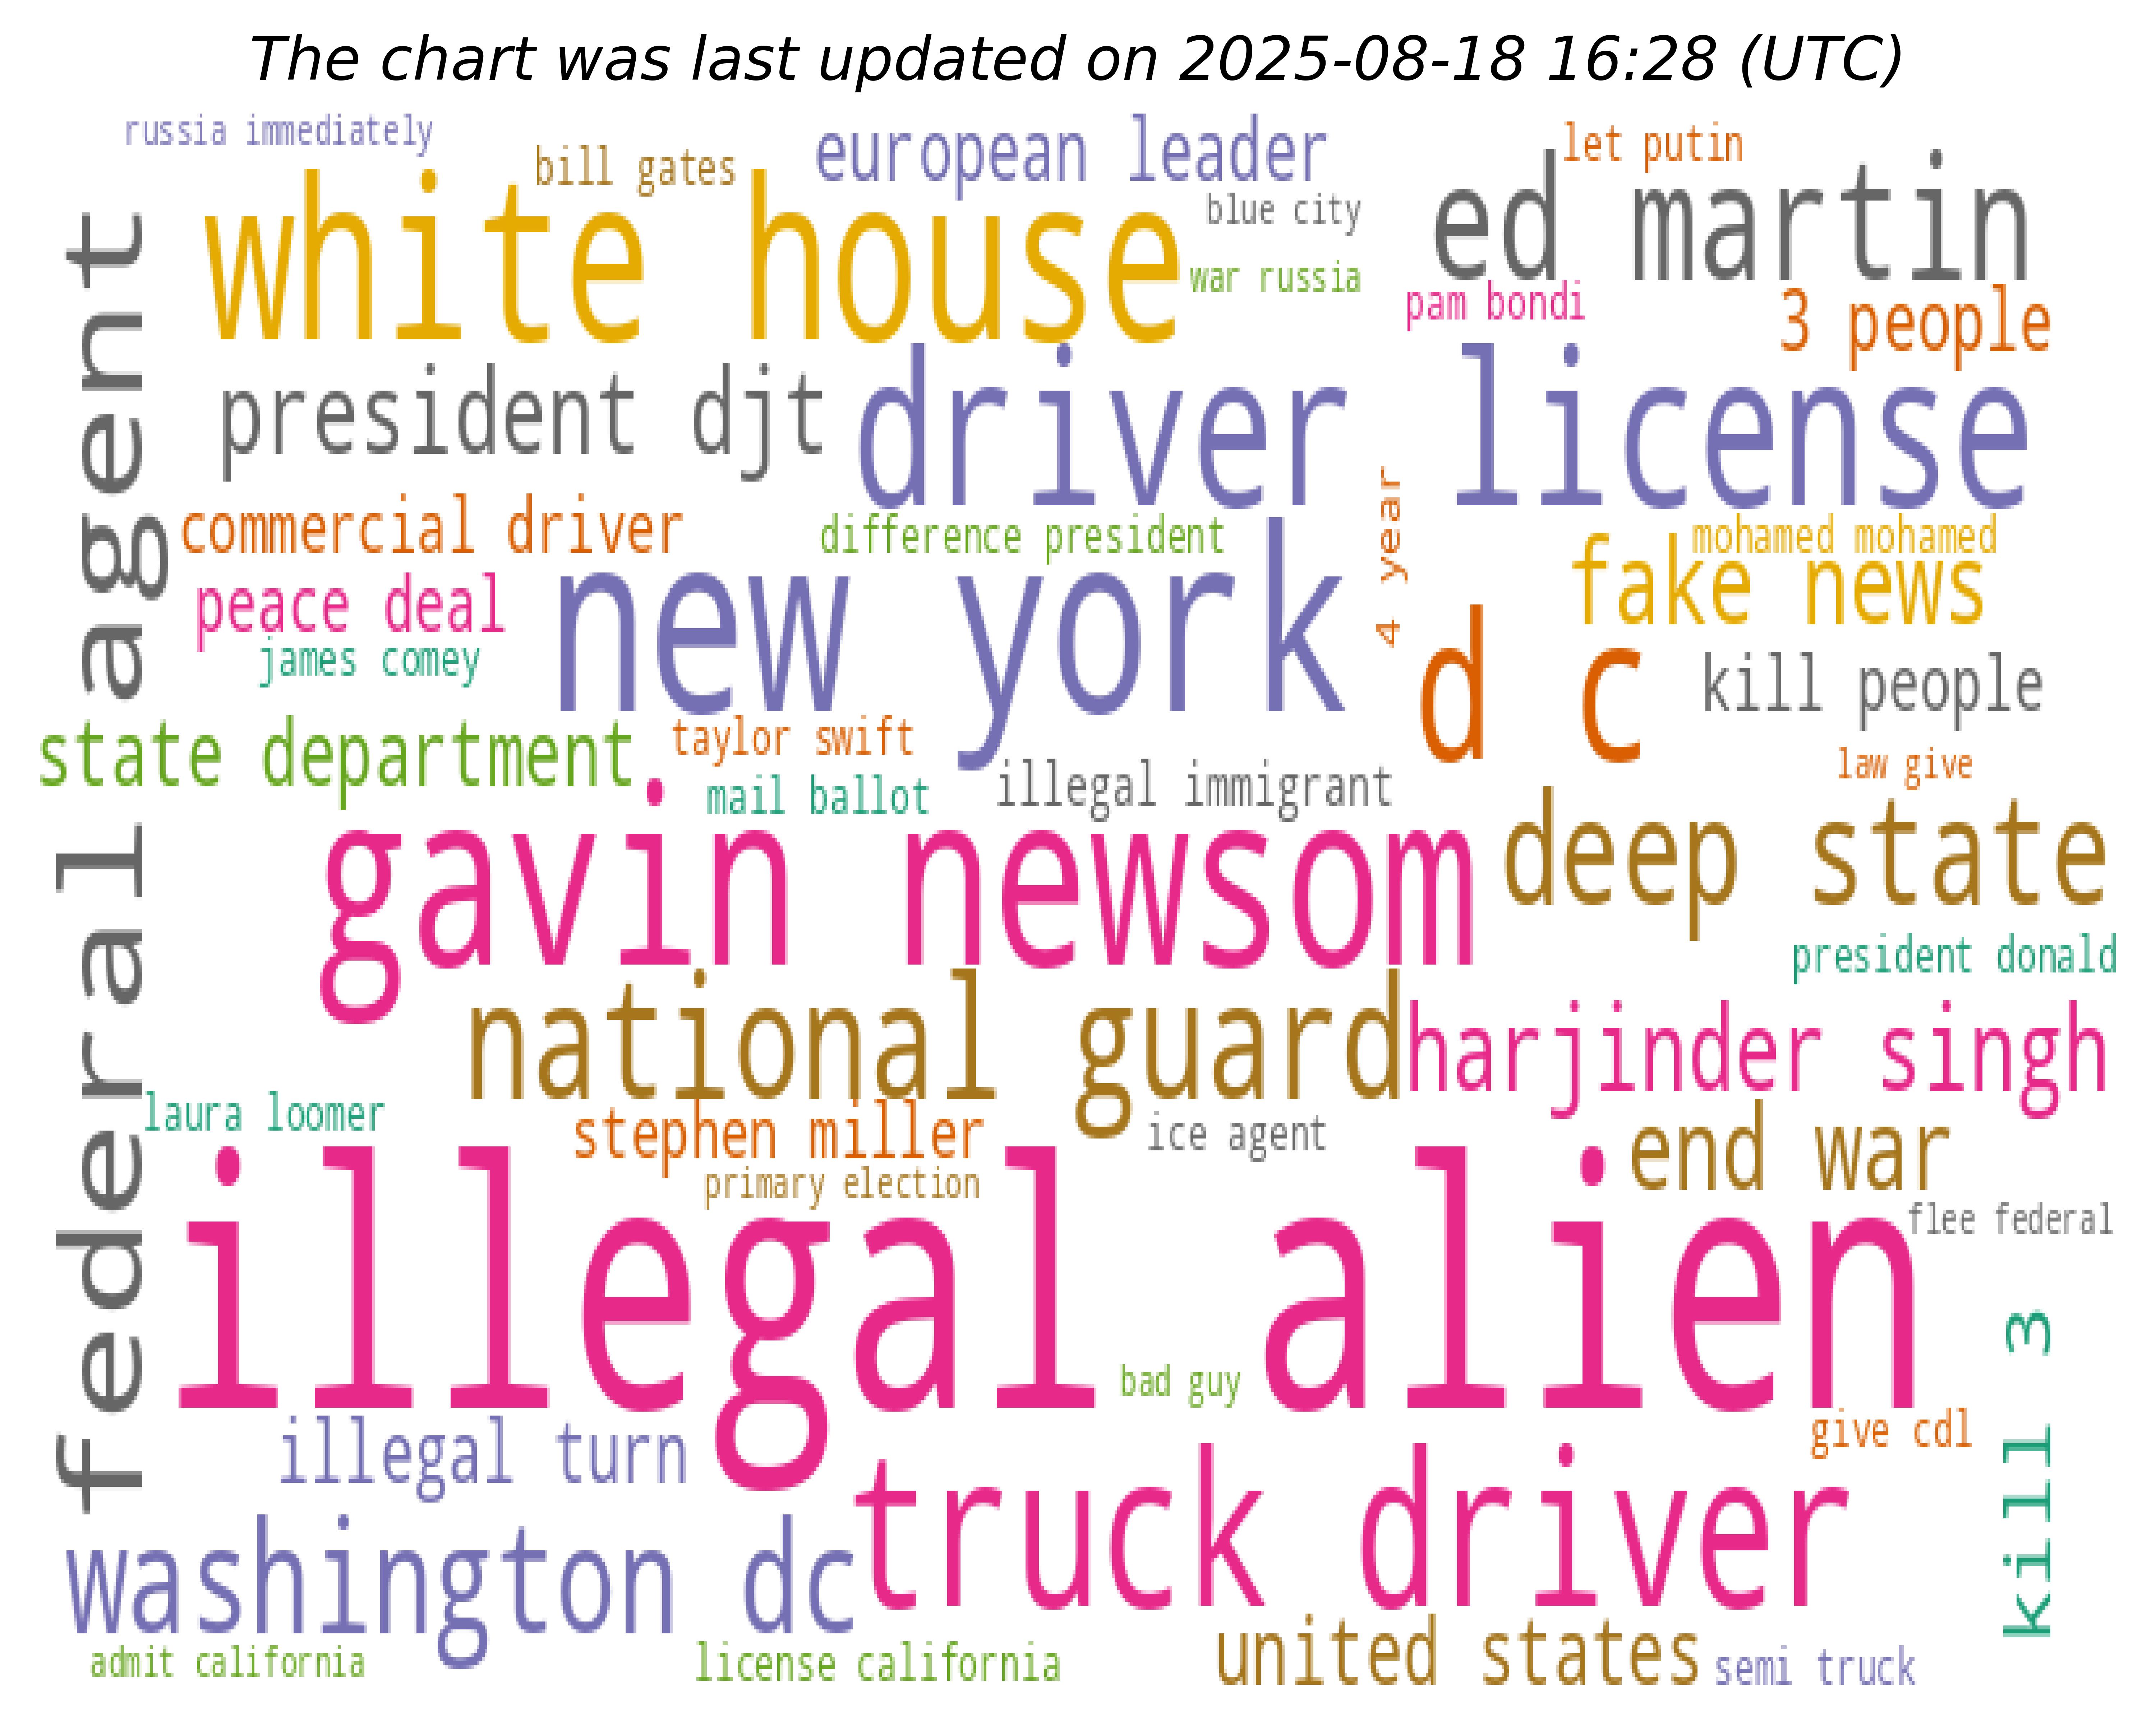 The chart was last updated on 2025-08-18 16:28 (UTC)
russia immediately
bill gates
european leader
let putin
white house
blue city
ed martin
war russia
pam bondi
3 people
federal agent
president djt
driver license
commercial driver
difference president
4 year
mohamed mohamed
fake news
peace deal
new york
james comey
d c
kill people
state department
taylor swift
mail ballot
illegal immigrant
law give
gavin newsom
deep state
president donald
national guard
harjinder singh
laura loomer
stephen miller
ice agent
end war
primary election
flee federal
illegal alien
bad guy
kill 3
illegal turn
give cdl
truck driver
washington dc
admit california
license california
united states
semi truck